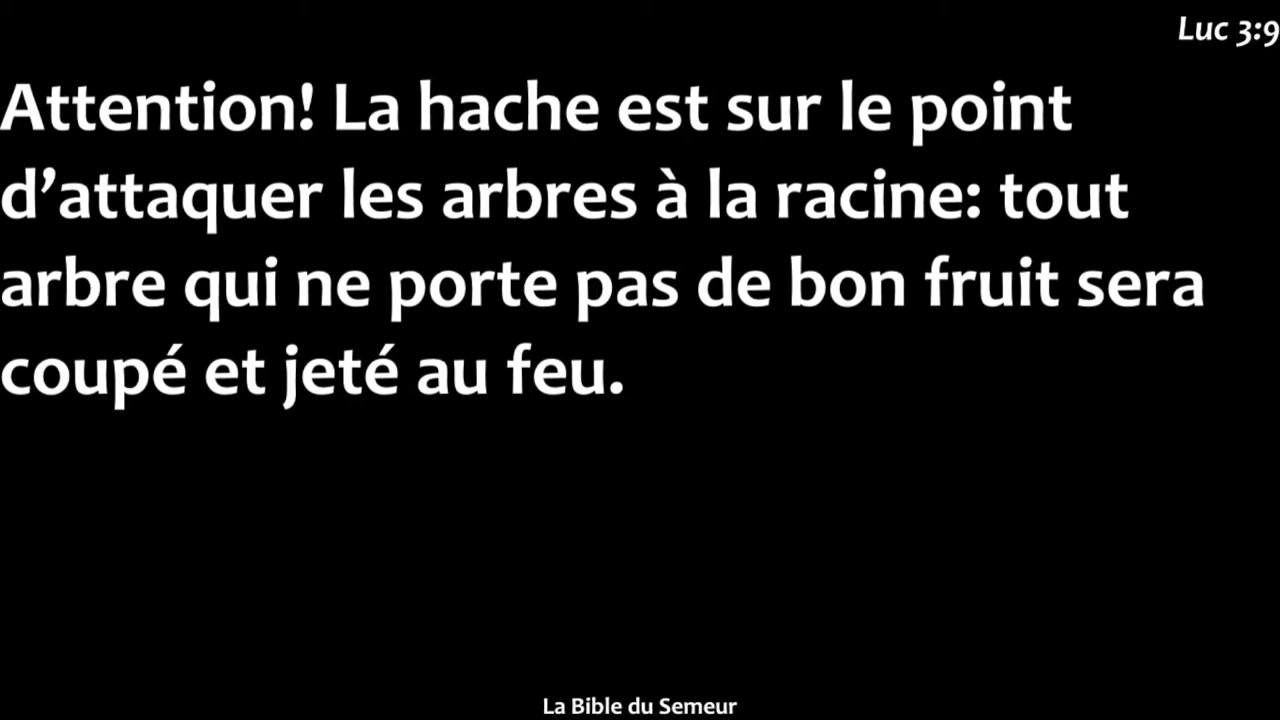 Luc 3:9
Attention! La hache est sur le point
d’attaquer les arbres à la racine: tout
arbre qui ne porte pas de bon fruit sera
coupé et jeté au feu.
La Bible du Semeur